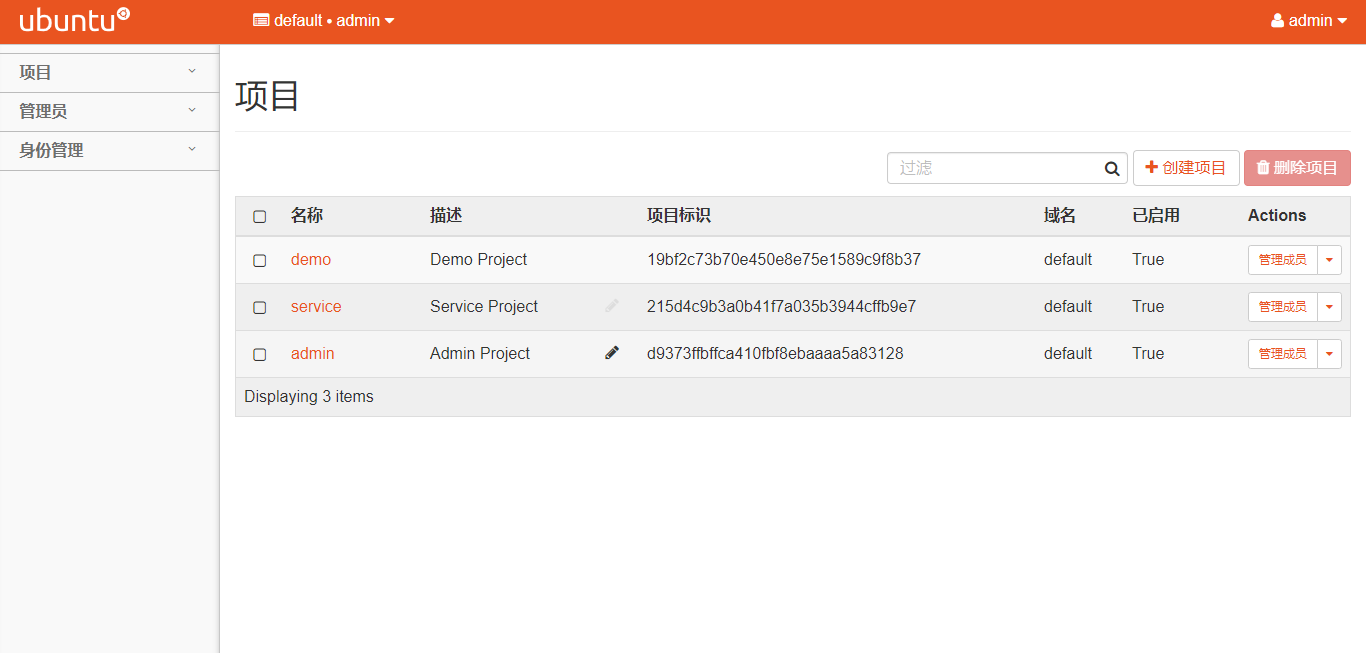 ubuntu
default • admin
admin
项目
管理员
身份管理
项目
过滤
创建项目
删除项目
名称 描述 项目标识 域名 已启用 Actions
demo Demo Project 19bf2c73b70e450e8e75e1589c9f8b37 default True 管理成员
service Service Project 215d4c9b3a0b41f7a035b3944cffb9e7 default True 管理成员
admin Admin Project d9373ffbffca410fbf8ebaaaa5a83128 default True 管理成员
Displaying 3 items